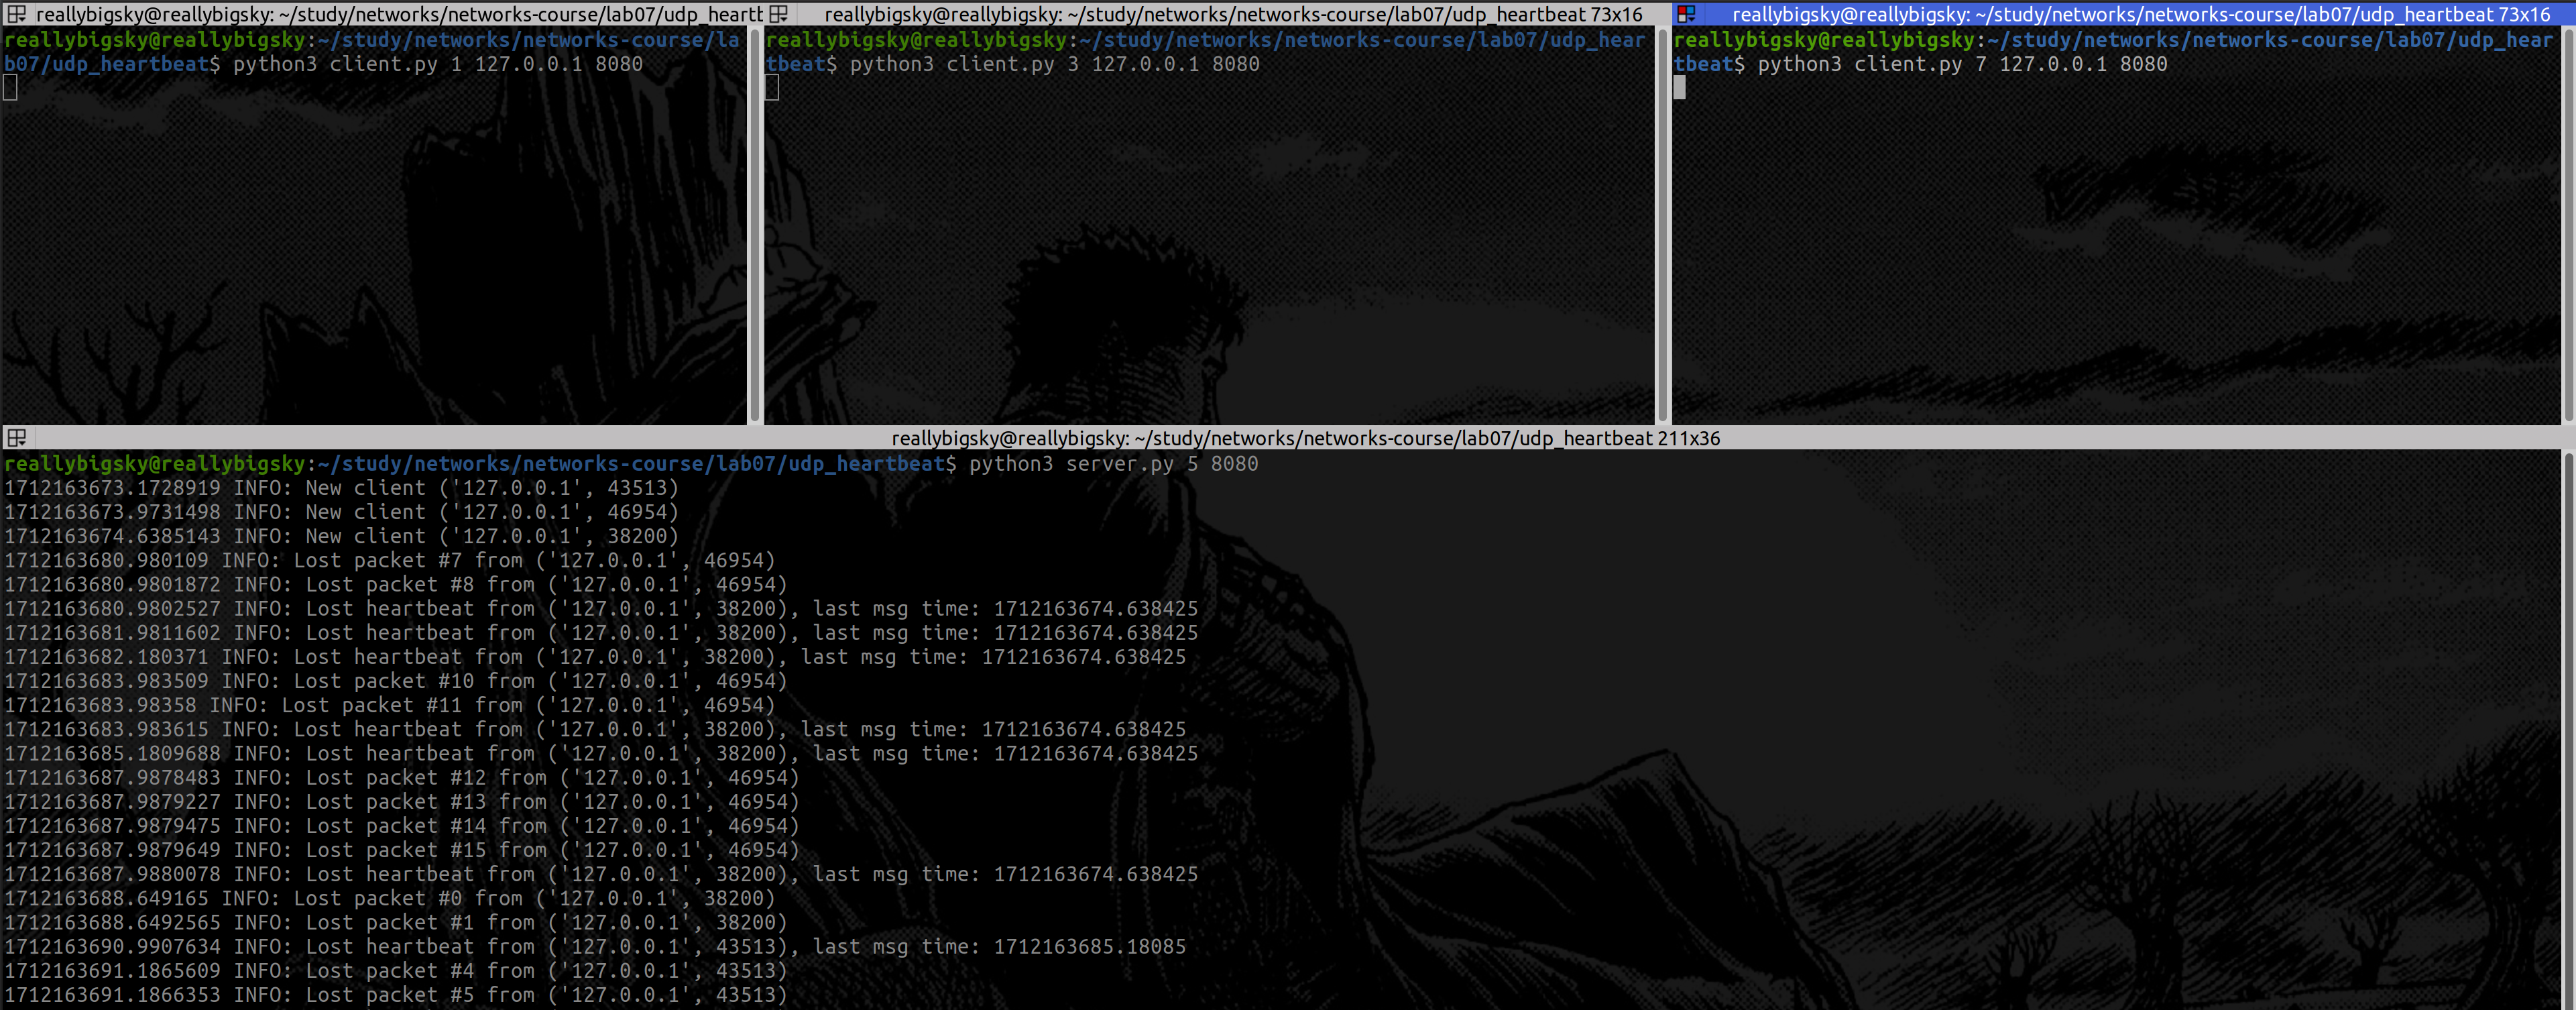 reallybigsky@reallybigsky: ~/study/networks/networks-course/lab07/udp_heartb
reallybigsky@reallybigsky:~/study/networks/networks-course/la
b07/udp_heartbeat$ python3 client.py 1 127.0.0.1 8080
reallybigsky@reallybigsky: ~/study/networks/networks-course/lab07/udp_heartbeat 73x16
reallybigsky@reallybigsky:~/study/networks/networks-course/lab07/udp_hear
tbeat$ python3 client.py 3 127.0.0.1 8080
reallybigsky@reallybigsky: ~/study/networks/networks-course/lab07/udp_heartbeat 73x16
reallybigsky@reallybigsky:~/study/networks/networks-course/lab07/udp_hear
tbeat$ python3 client.py 7 127.0.0.1 8080
reallybigsky@reallybigsky: ~/study/networks/networks-course/lab07/udp_heartbeat 211x36
reallybigsky@reallybigsky:~/study/networks/networks-course/lab07/udp_heartbeat$ python3 server.py 5 8080
1712163673.1728919 INFO: New client ('127.0.0.1', 43513)
1712163673.9731498 INFO: New client ('127.0.0.1', 46954)
1712163674.6385143 INFO: New client ('127.0.0.1', 38200)
1712163680.980109 INFO: Lost packet #7 from ('127.0.0.1', 46954)
1712163680.9801872 INFO: Lost packet #8 from ('127.0.0.1', 46954)
1712163680.9802527 INFO: Lost heartbeat from ('127.0.0.1', 38200), last msg time: 1712163674.638425
1712163681.9811602 INFO: Lost heartbeat from ('127.0.0.1', 38200), last msg time: 1712163674.638425
1712163682.180371 INFO: Lost heartbeat from ('127.0.0.1', 38200), last msg time: 1712163674.638425
1712163683.983509 INFO: Lost packet #10 from ('127.0.0.1', 46954)
1712163683.98358 INFO: Lost packet #11 from ('127.0.0.1', 46954)
1712163683.983615 INFO: Lost heartbeat from ('127.0.0.1', 38200), last msg time: 1712163674.638425
1712163685.1809688 INFO: Lost heartbeat from ('127.0.0.1', 38200), last msg time: 1712163674.638425
1712163687.9878483 INFO: Lost packet #12 from ('127.0.0.1', 46954)
1712163687.9879227 INFO: Lost packet #13 from ('127.0.0.1', 46954)
1712163687.9879475 INFO: Lost packet #14 from ('127.0.0.1', 46954)
1712163687.9879649 INFO: Lost packet #15 from ('127.0.0.1', 46954)
1712163687.9880078 INFO: Lost heartbeat from ('127.0.0.1', 38200), last msg time: 1712163674.638425
1712163688.649165 INFO: Lost packet #0 from ('127.0.0.1', 38200)
1712163688.6492565 INFO: Lost packet #1 from ('127.0.0.1', 38200)
1712163690.9907634 INFO: Lost heartbeat from ('127.0.0.1', 43513), last msg time: 1712163685.18085
1712163691.1865609 INFO: Lost packet #4 from ('127.0.0.1', 43513)
1712163691.1866353 INFO: Lost packet #5 from ('127.0.0.1', 43513)